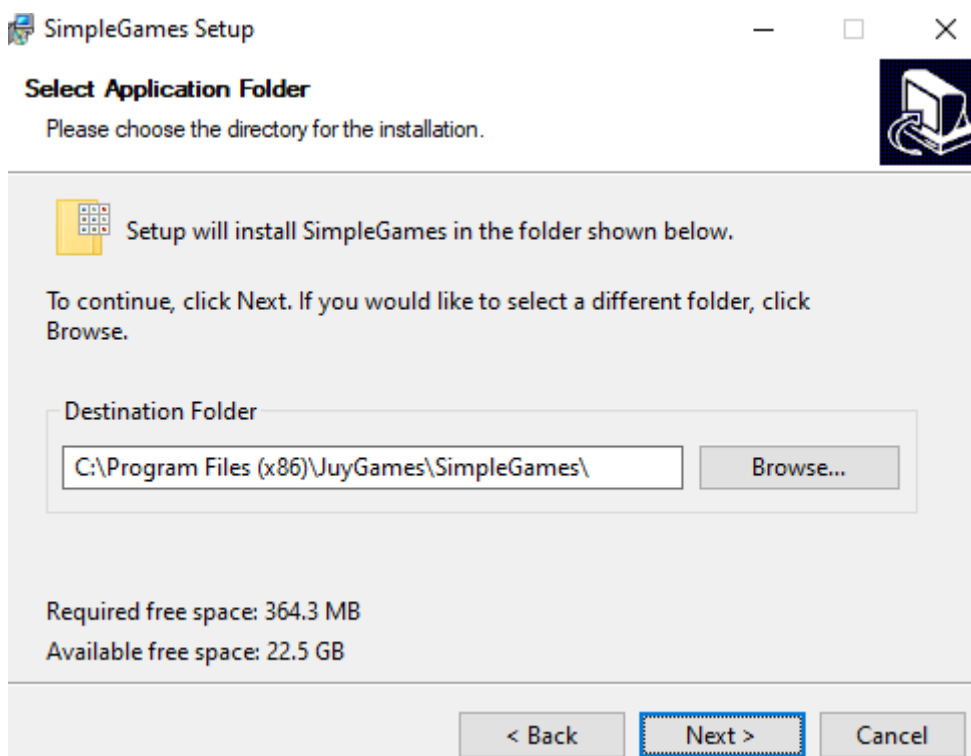 SimpleGames Setup
Select Application Folder
Please choose the directory for the installation.
Setup will install SimpleGames in the folder shown below.
To continue, click Next. If you would like to select a different folder, click
Browse.
Destination Folder
C:\Program Files (x86)\JuyGames\SimpleGames\
Browse...
Required free space: 364.3 MB
Available free space: 22.5 GB
< Back
Next >
Cancel